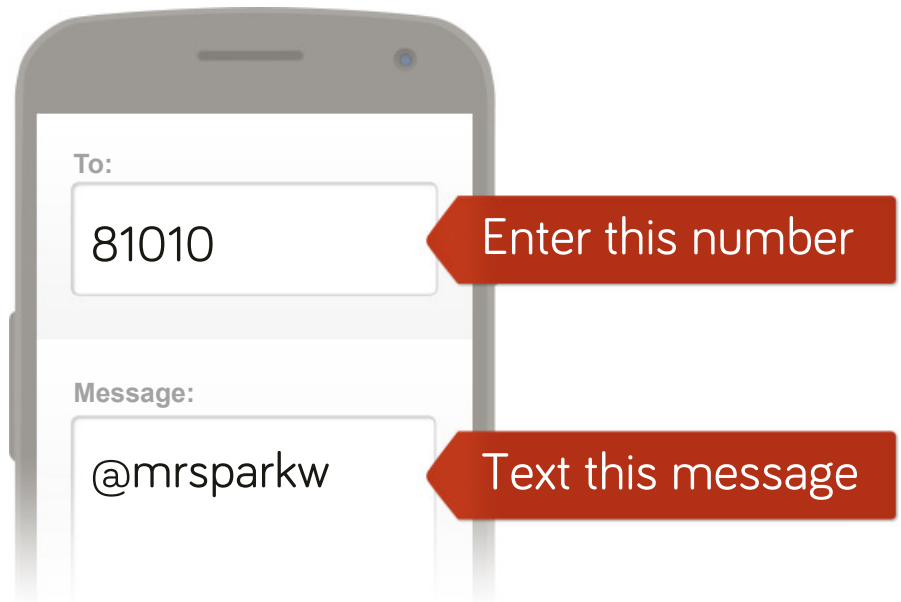 To:
81010
Enter this number
Message:
@mrsparkw
Text this message